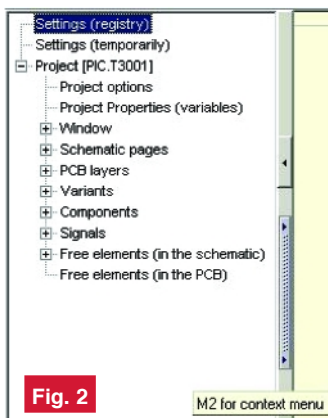 Settings (registry)
Settings (temporarily)
Project [PIC.T3001]
Project options
Project Properties (variables)
Window
Schematic pages
PCB layers
Variants
Components
Signals
Free elements (in the schematic)
Free elements (in the PCB)
Fig. 2
M2 for context menu